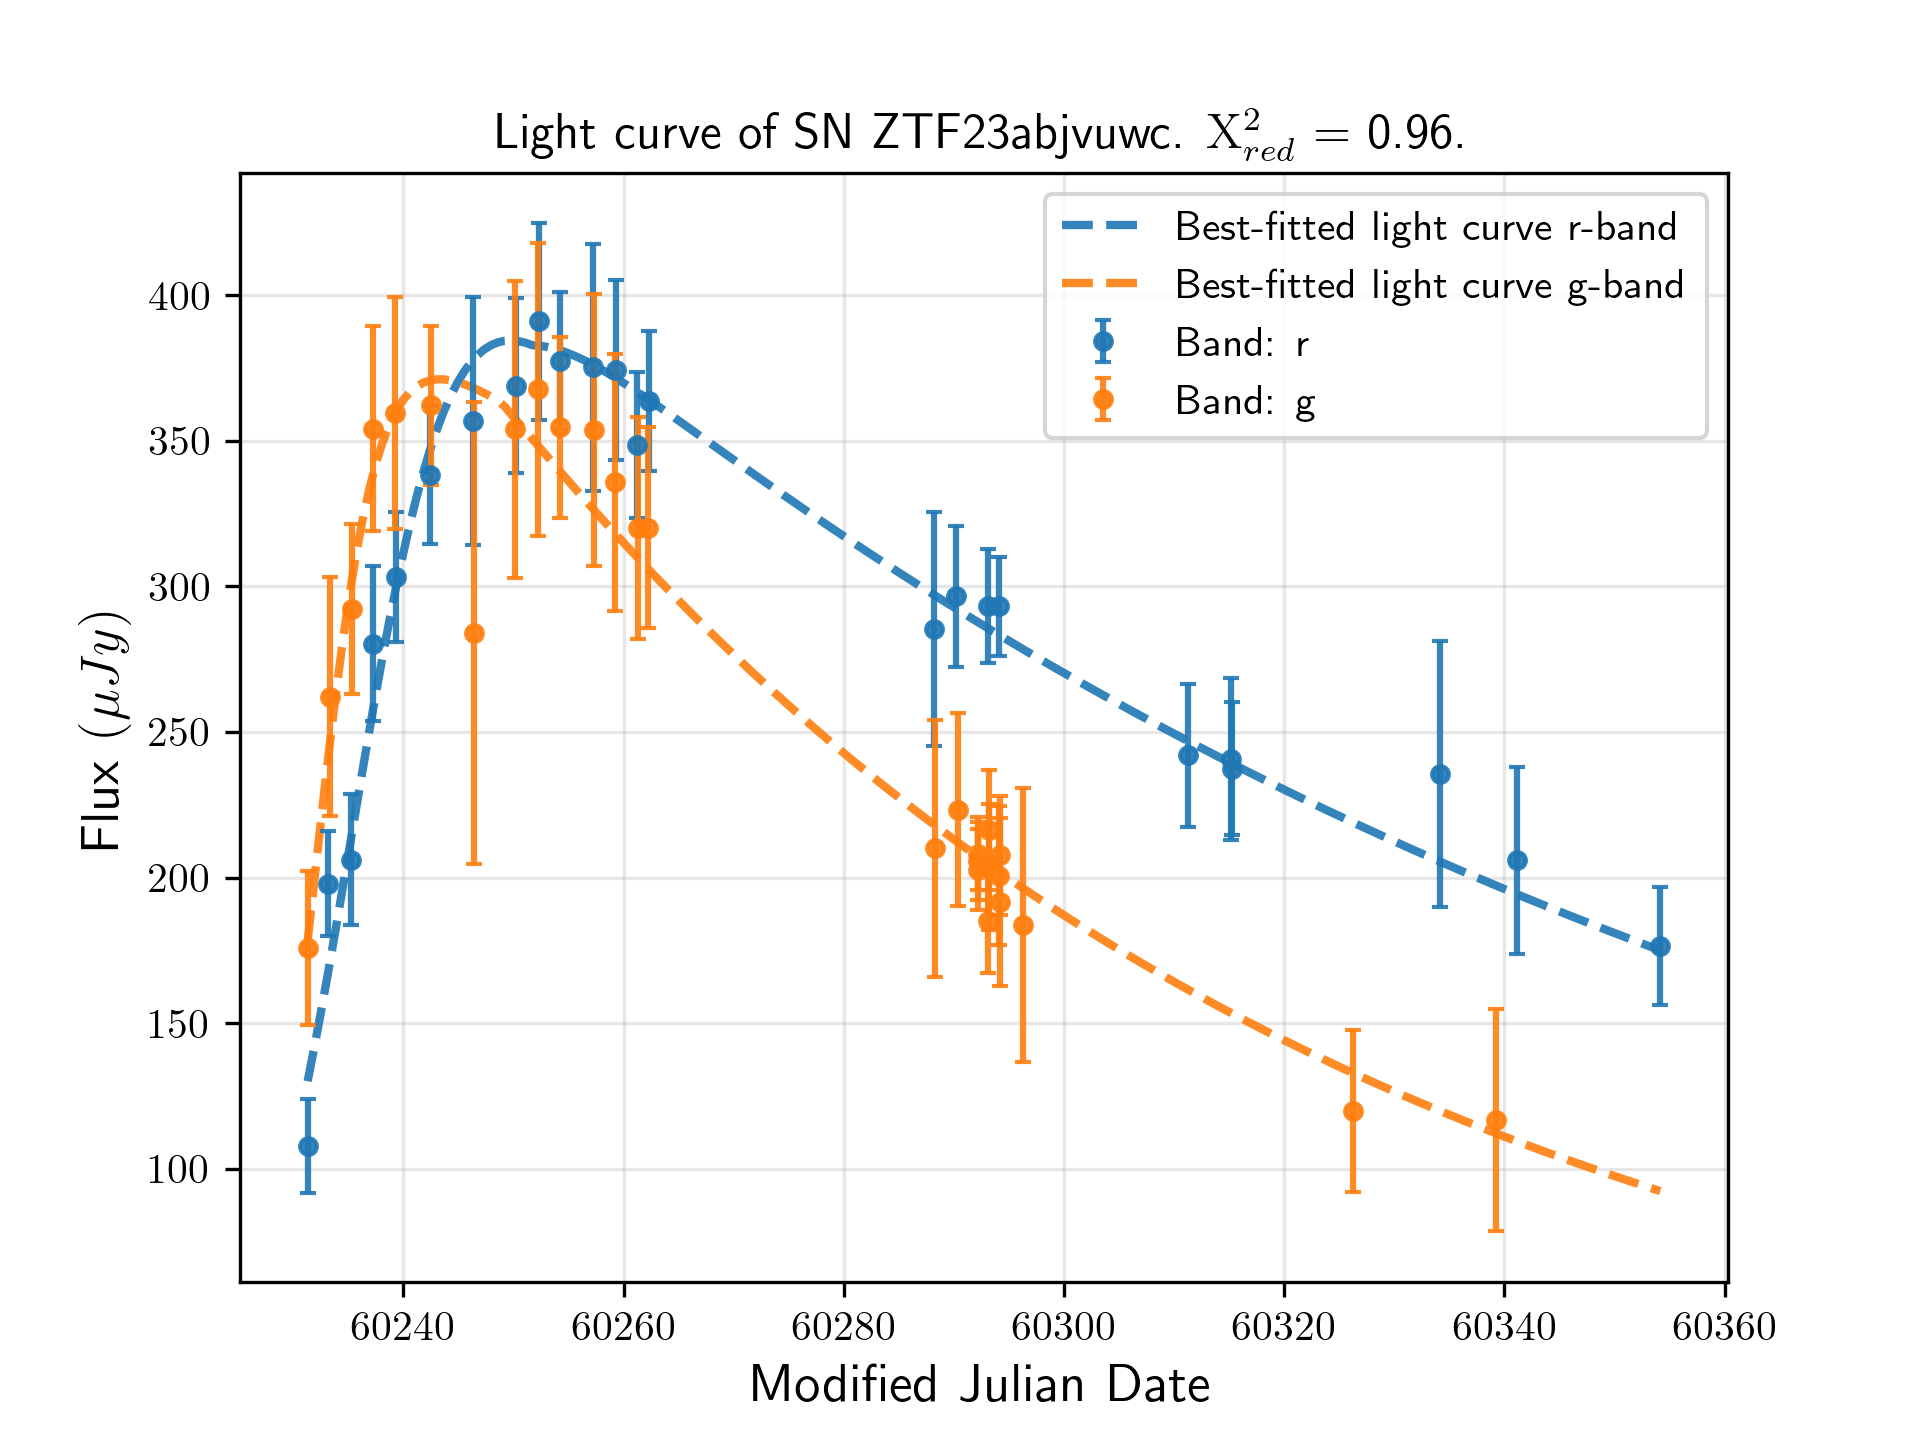 Light curve of SN ZTF23abjvuwc. X²_red = 0.96.
Best-fitted light curve r-band
Best-fitted light curve g-band
Band: r
Band: g
Flux (μJy)
400
350
300
250
200
150
100
60240 60260 60280 60300 60320 60340 60360
Modified Julian Date